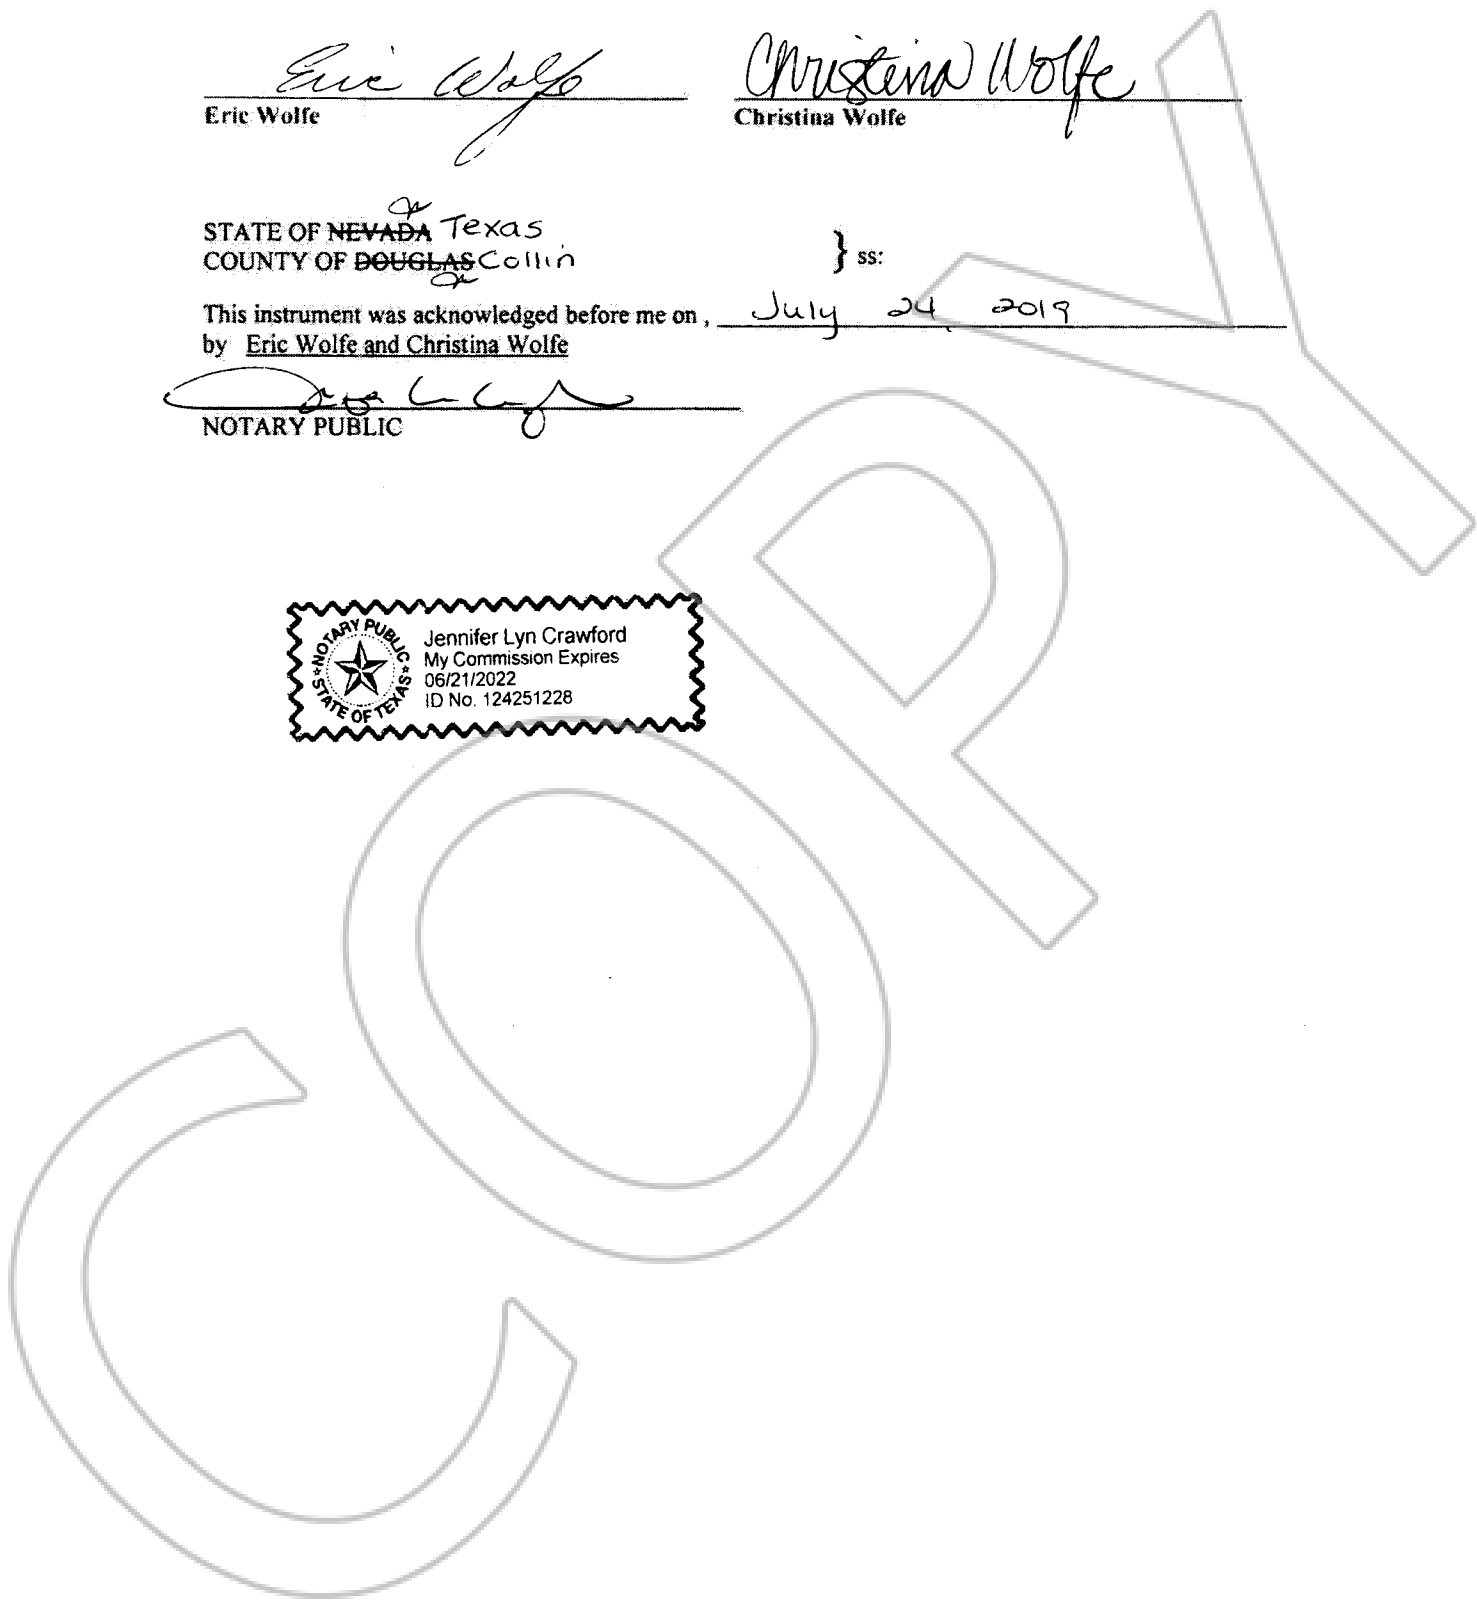 Eric Wolfe Christina Wolfe
Eric Wolfe Christina Wolfe
STATE OF NEVADA Texas
COUNTY OF DOUGLAS Collin } ss:
This instrument was acknowledged before me on , July 24, 2019
by Eric Wolfe and Christina Wolfe
NOTARY PUBLIC
NOTARY PUBLIC
STATE OF TEXAS
Jennifer Lyn Crawford
My Commission Expires
06/21/2022
ID No. 124251228
COPY